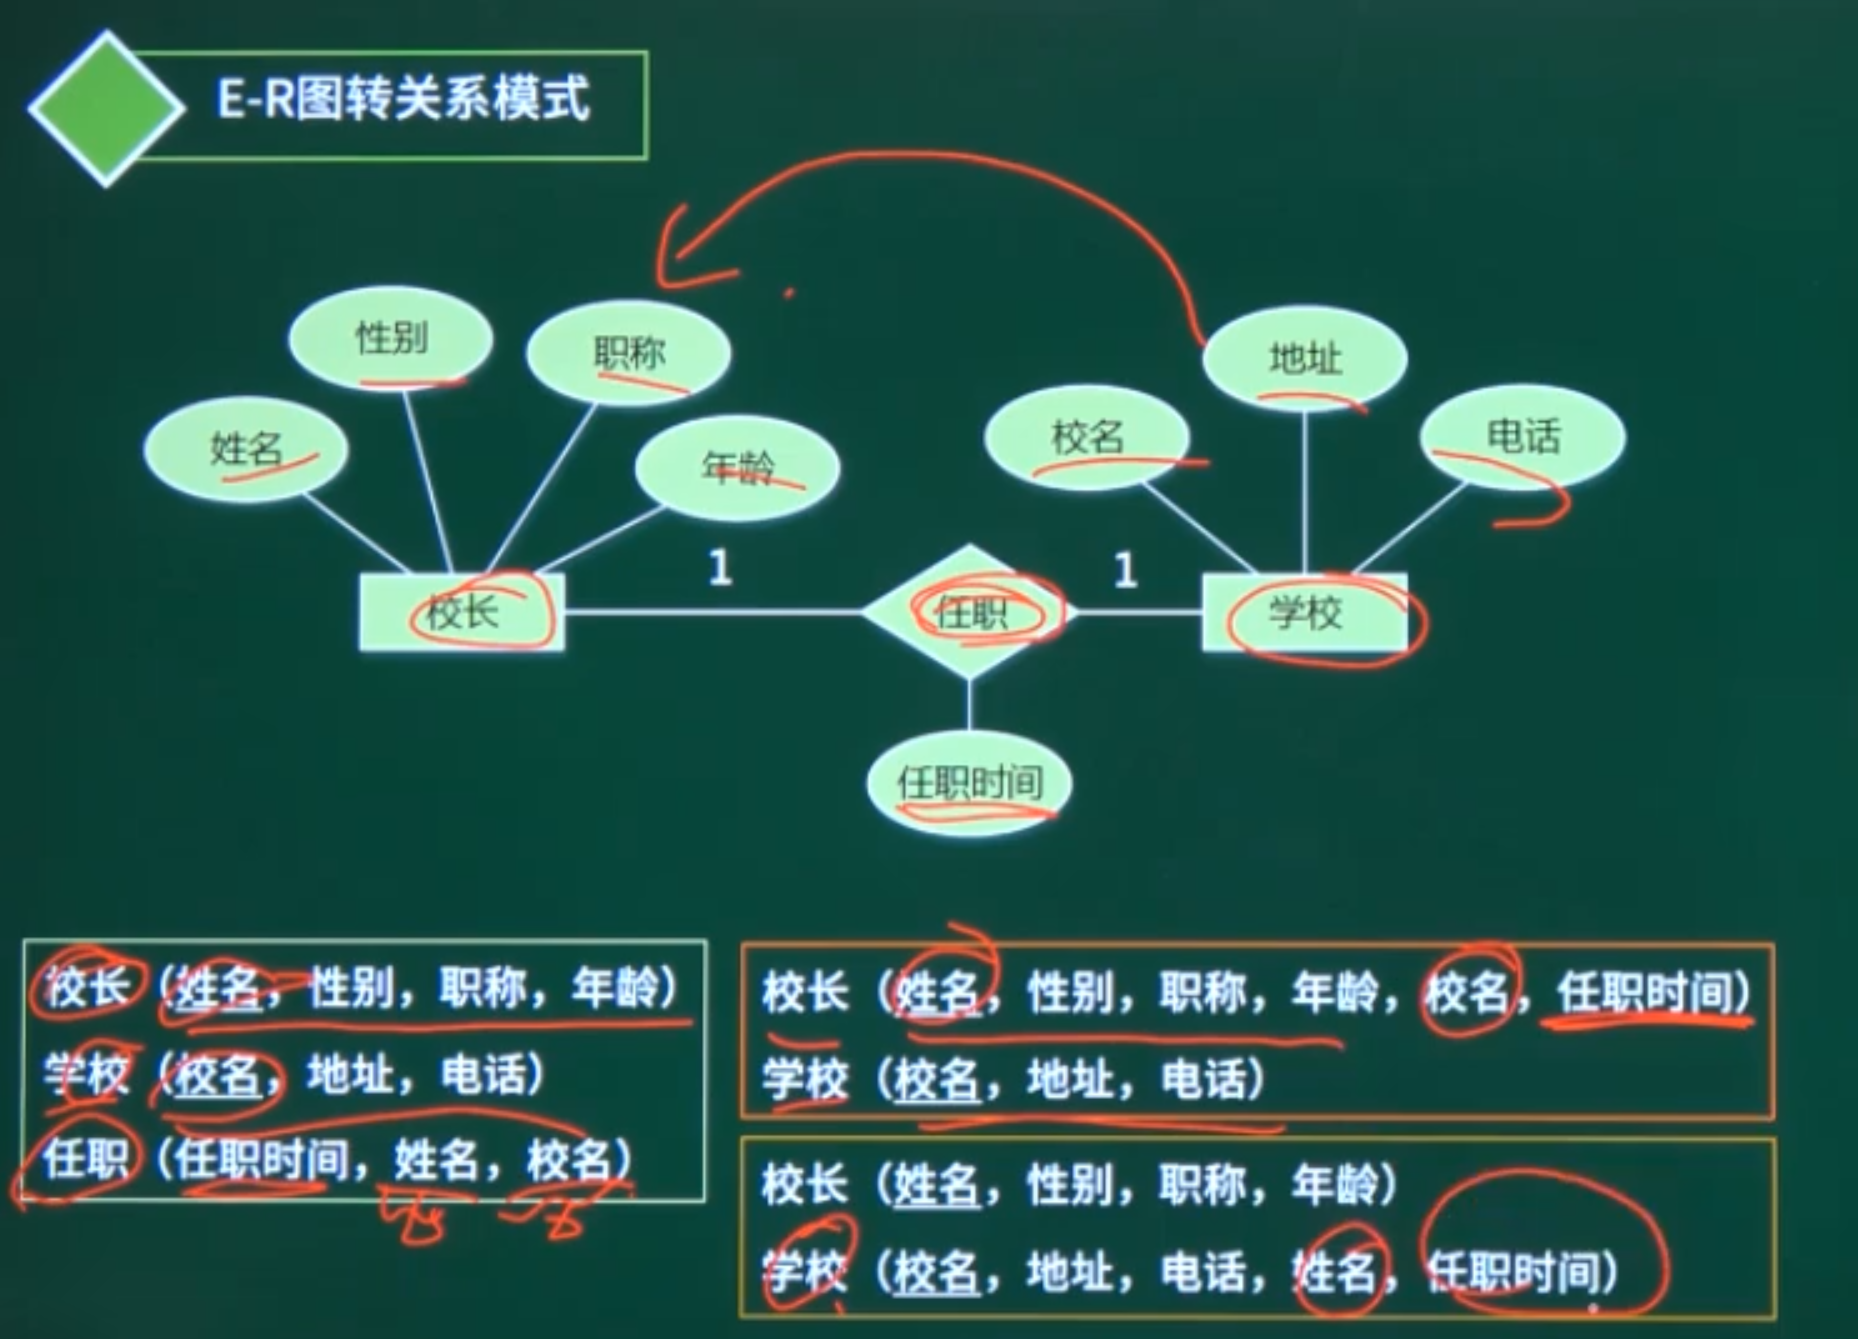 E-R图转关系模式
性别
职称
地址
姓名
年龄
校名
电话
1
1
校长
任职
学校
任职时间
校长（姓名，性别，职称，年龄）
学校（校名，地址，电话）
任职（任职时间，姓名，校名）
校长（姓名，性别，职称，年龄，校名，任职时间）
学校（校名，地址，电话）
校长（姓名，性别，职称，年龄）
学校（校名，地址，电话，姓名，任职时间）